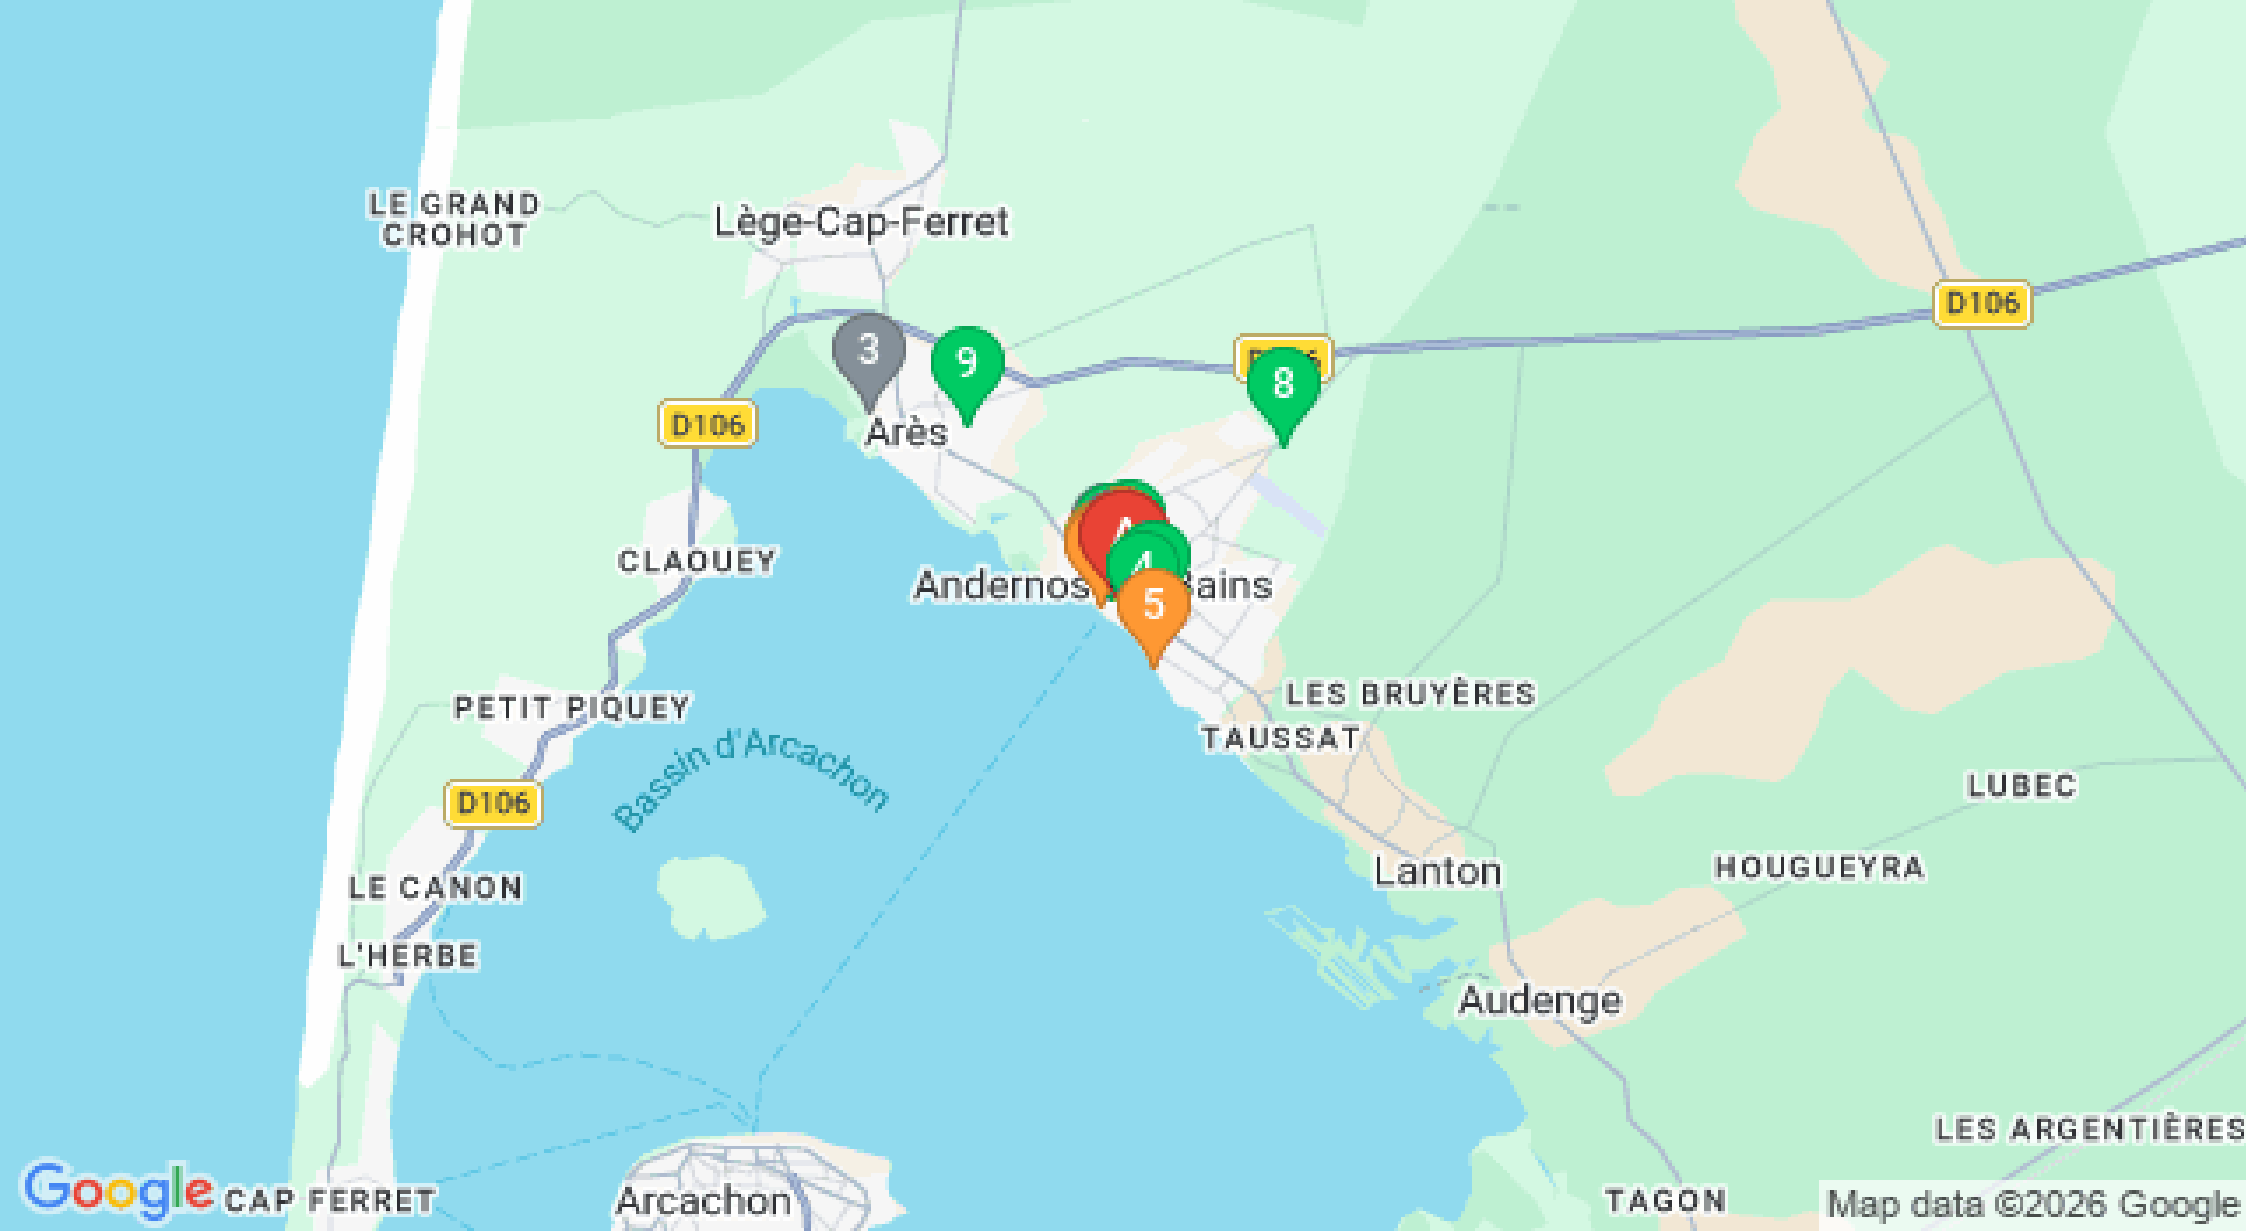 LE GRAND
CROHOT
Lège-Cap-Ferret
D106
3
9
8
D106
Arès
CLAOUEY
4
Andernos
Bains
5
PETIT PIQUEY
LES BRUYÈRES
TAUSSAT
Bassin d'Arcachon
LUBEC
D106
LE CANON
Lanton
HOUGUEYRA
L'HERBE
Audenge
LES ARGENTIÈRES
Google
CAP FERRET
Arcachon
TAGON
Map data ©2026 Google